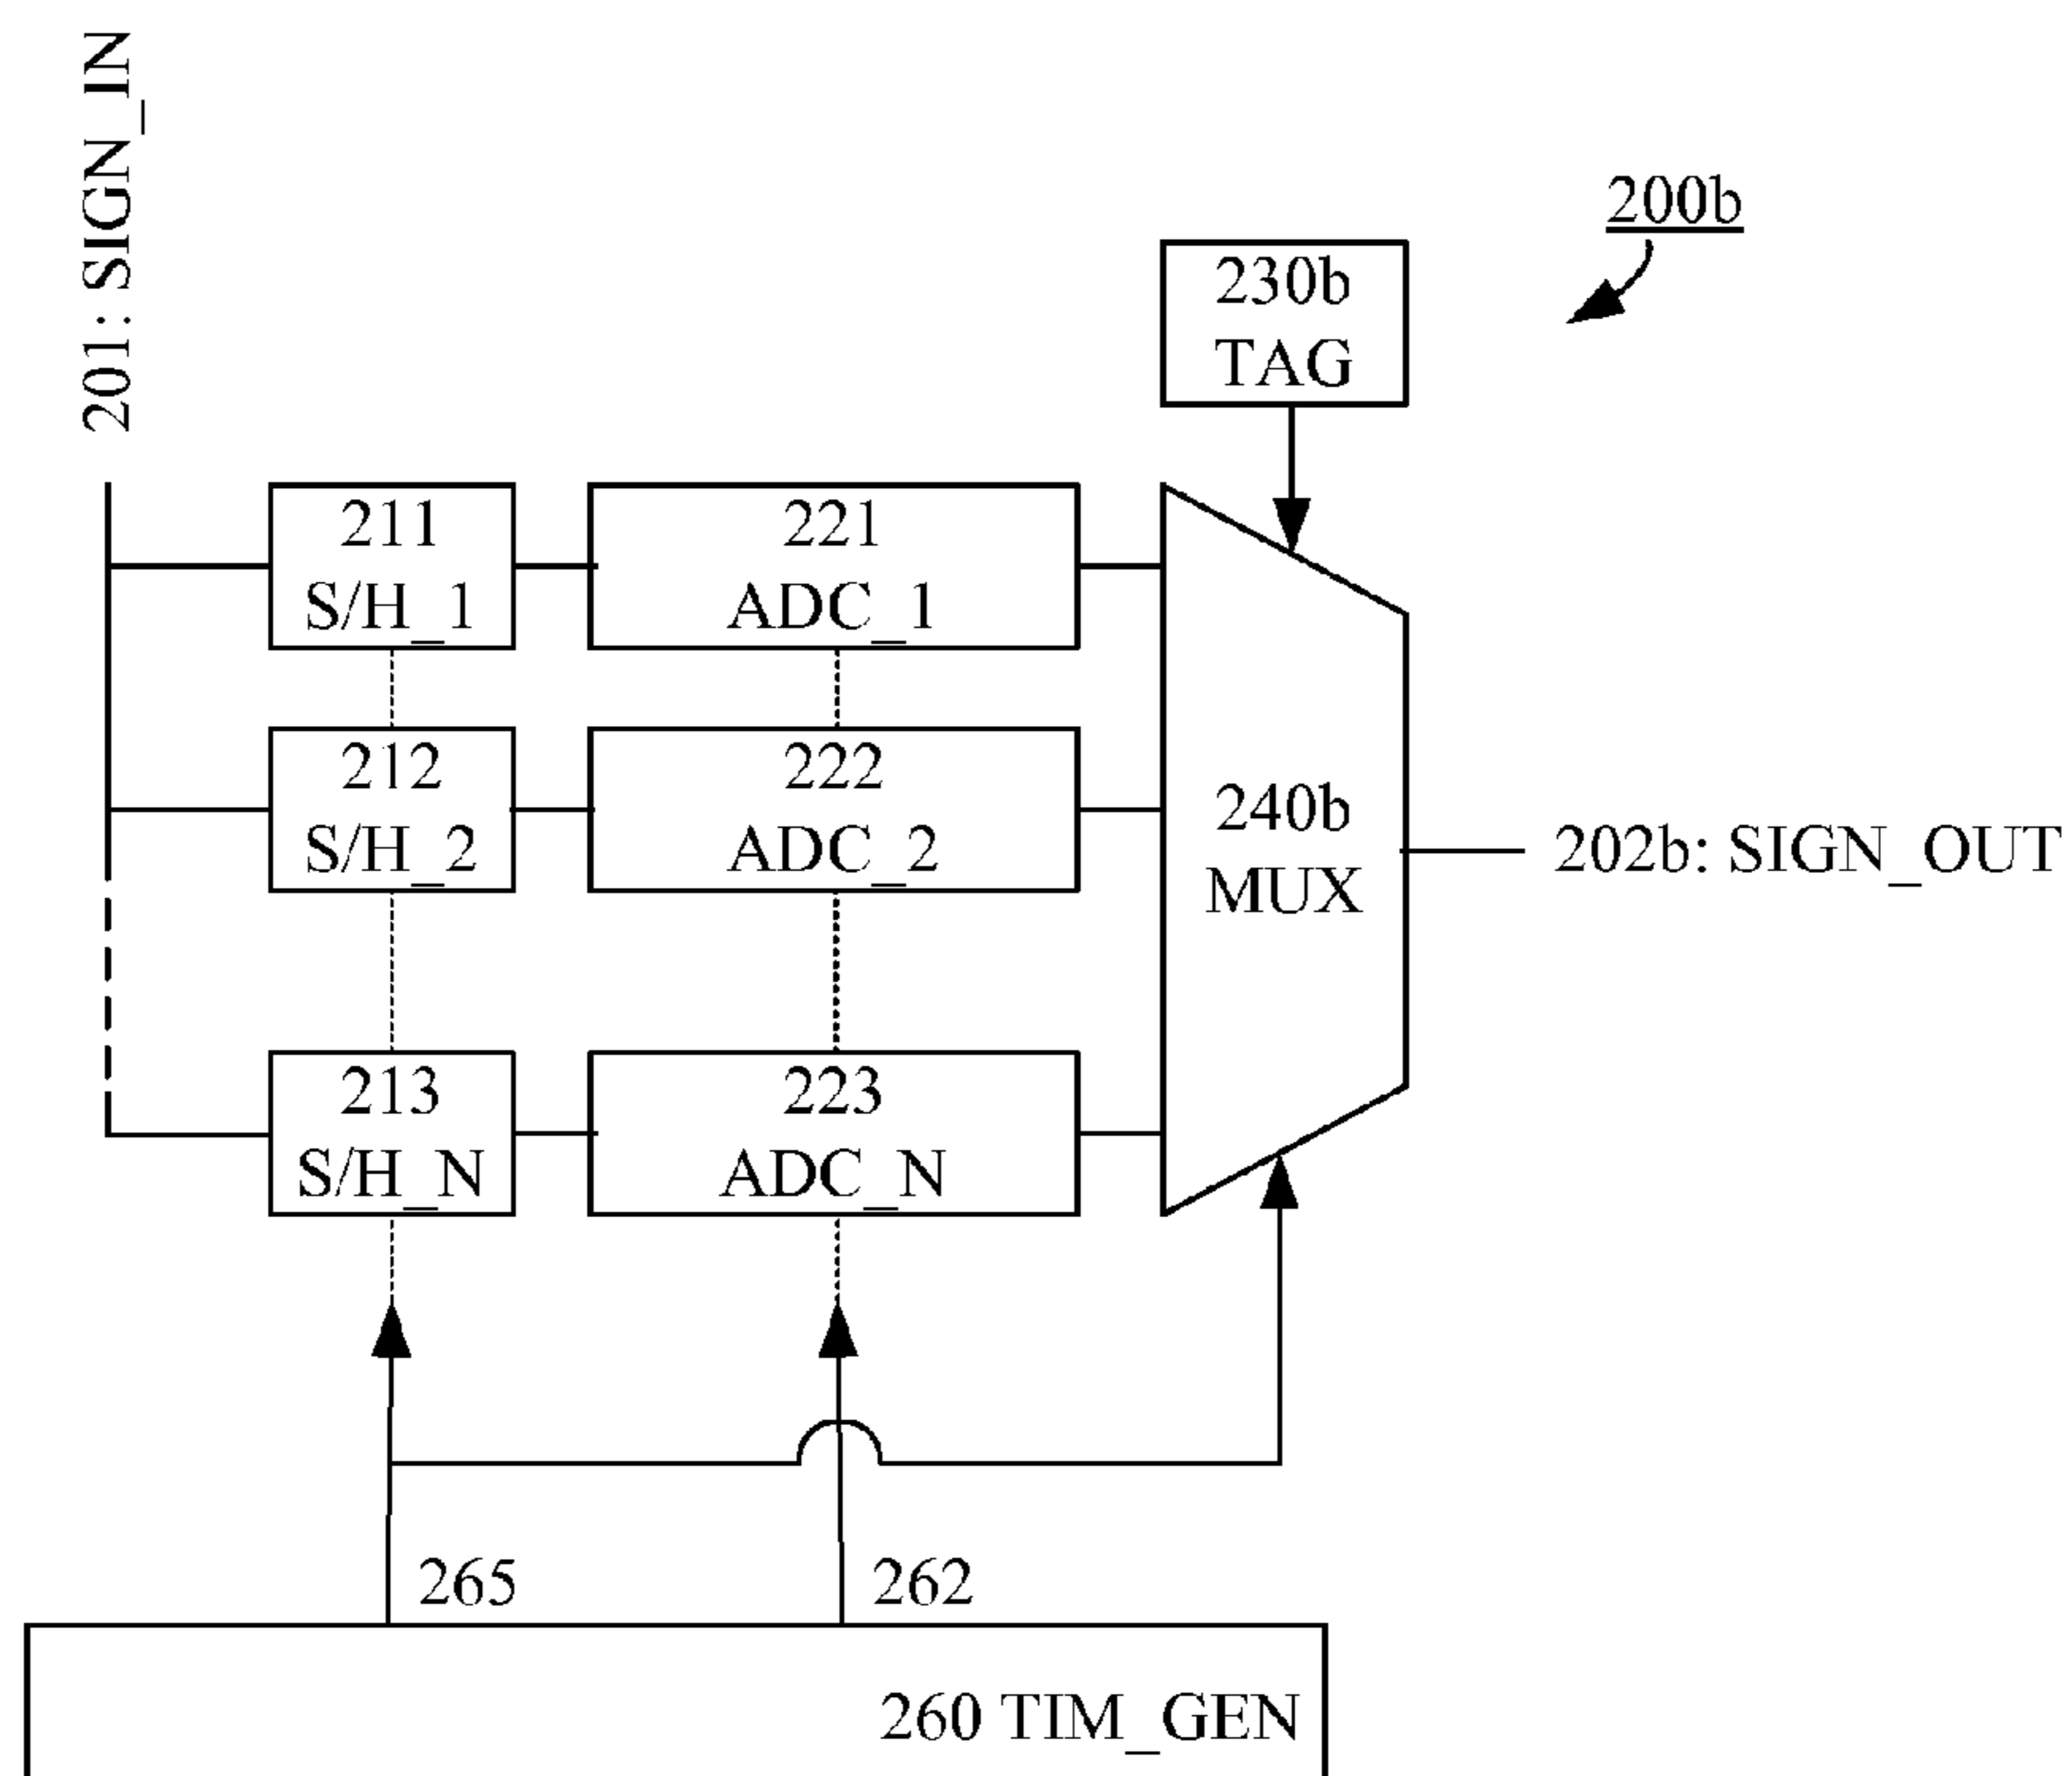 201: SIGN_IN
200b
230b
TAG
211
S/H_1
221
ADC_1
212
S/H_2
222
ADC_2
240b
MUX
202b: SIGN_OUT
213
S/H_N
223
ADC_N
265
262
260 TIM_GEN